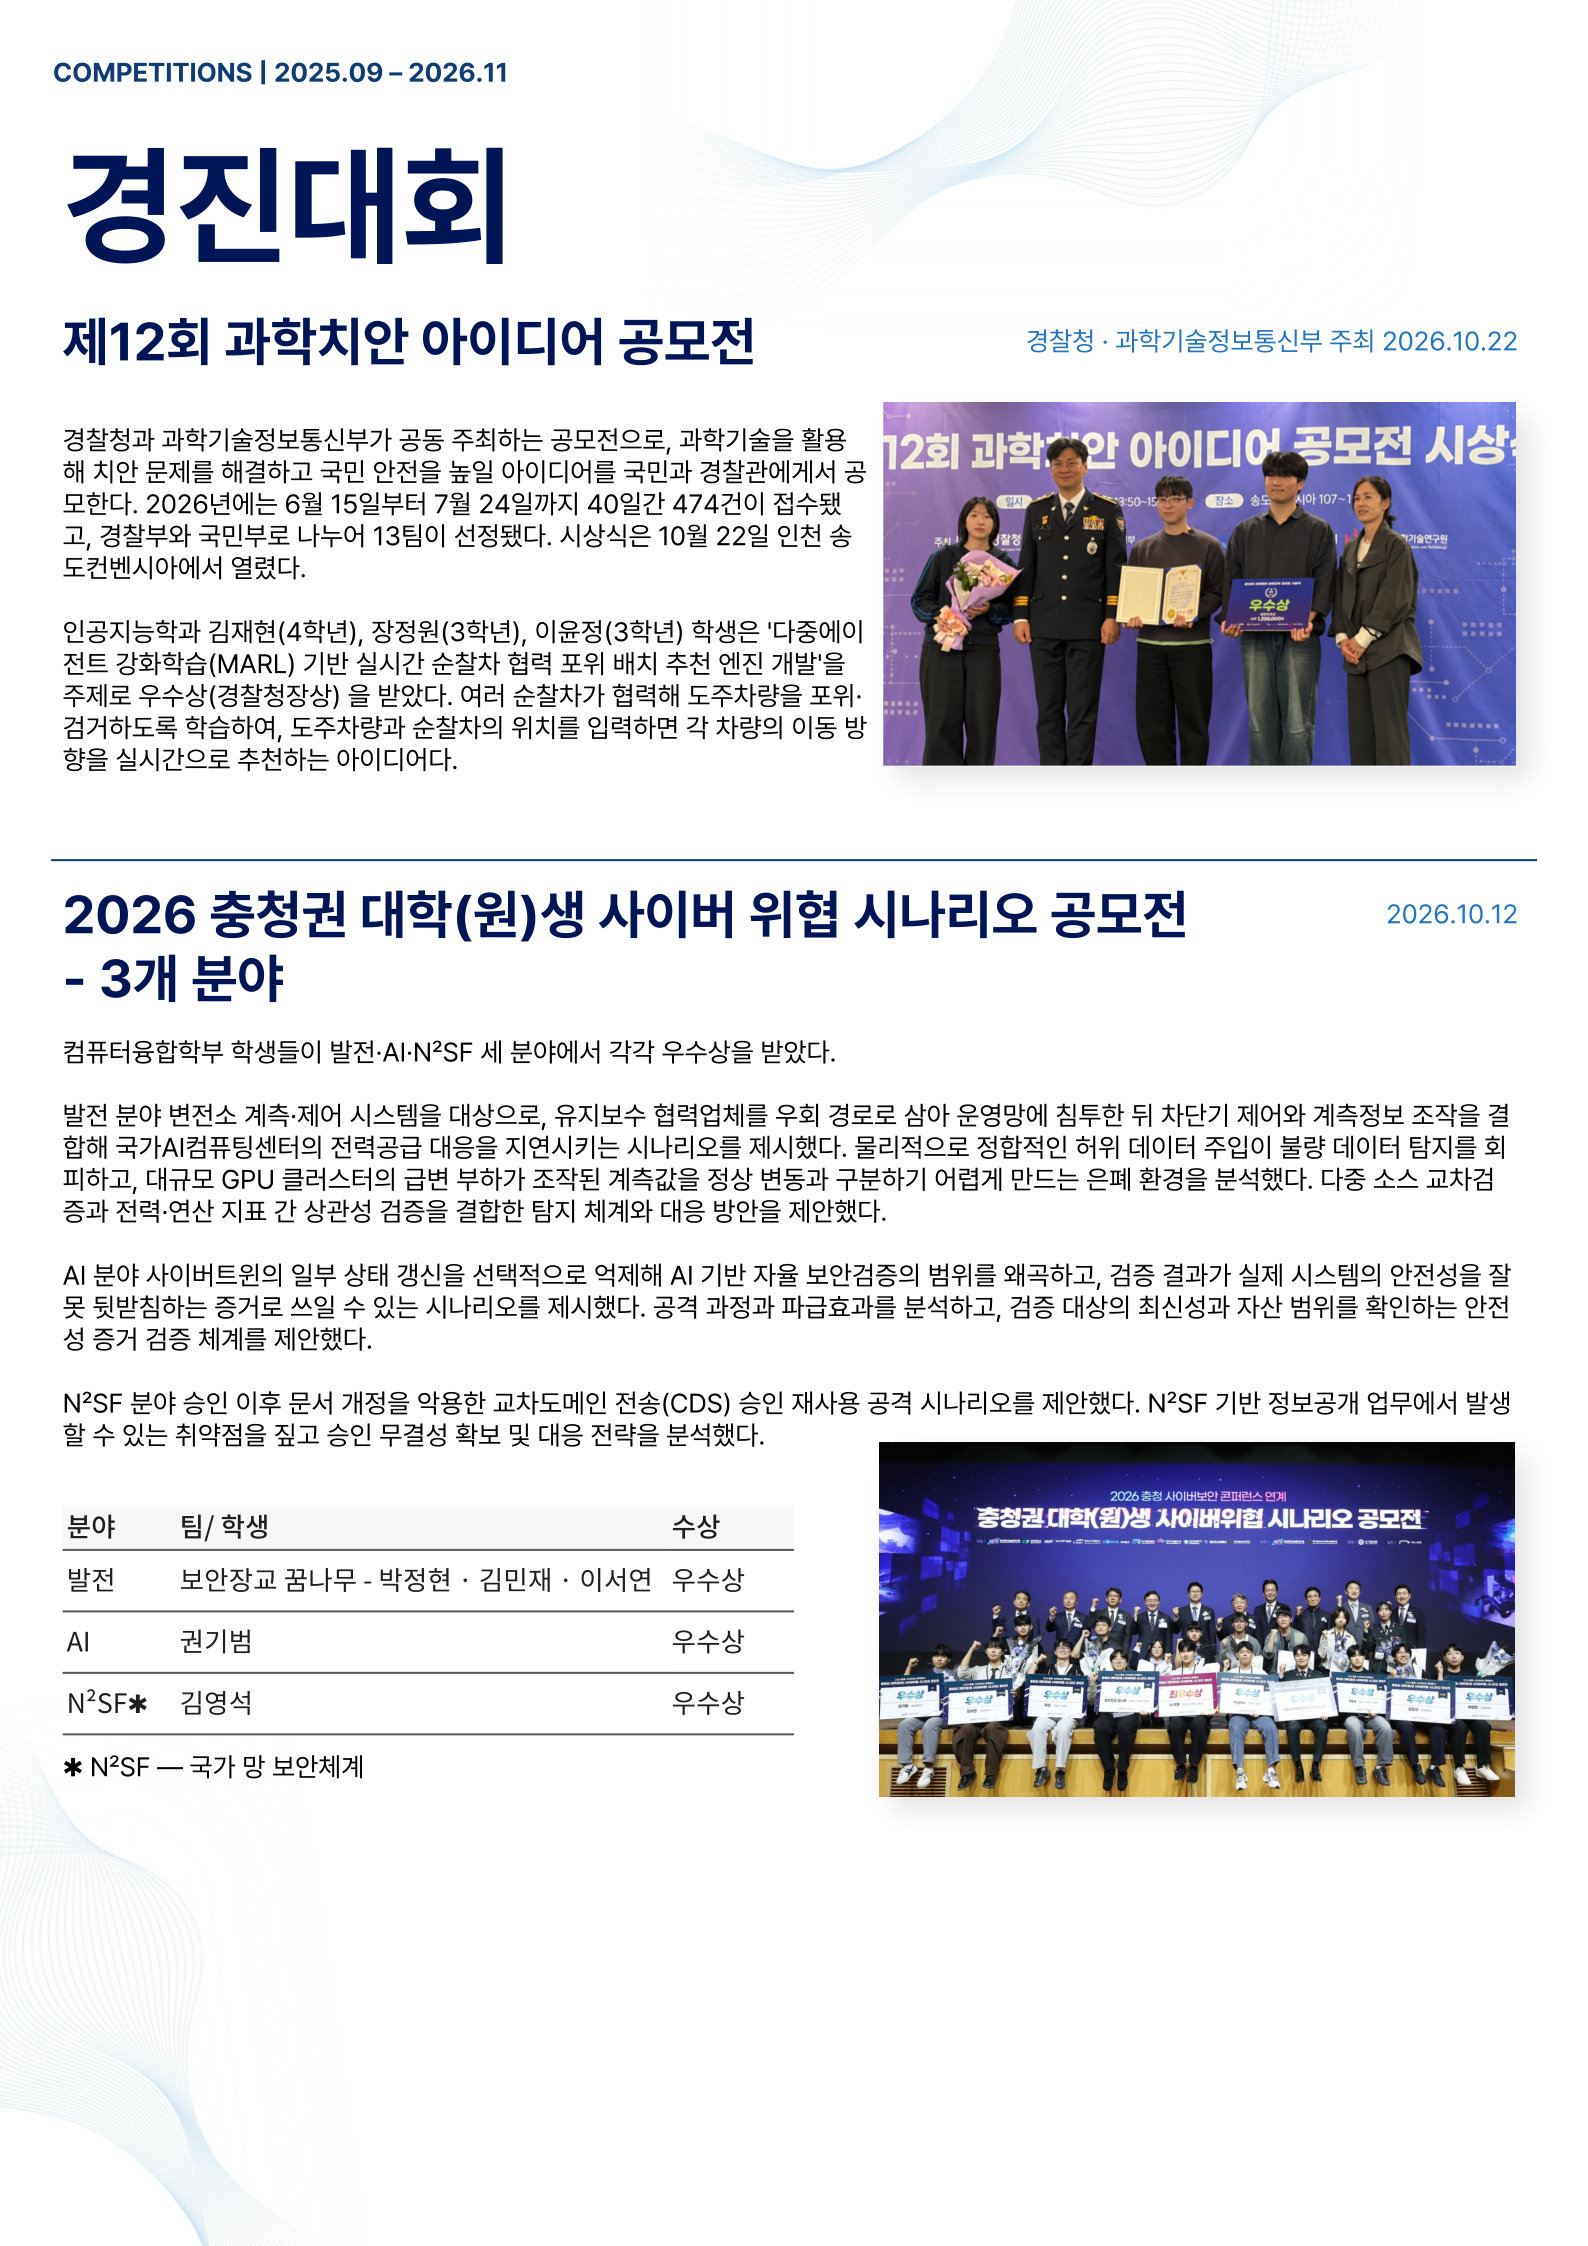 COMPETITIONS | 2025.09 – 2026.11
경진대회
제12회 과학치안 아이디어 공모전
경찰청 · 과학기술정보통신부 주최 2026.10.22
경찰청과 과학기술정보통신부가 공동 주최하는 공모전으로, 과학기술을 활용
해 치안 문제를 해결하고 국민 안전을 높일 아이디어를 국민과 경찰관에게서 공
모한다. 2026년에는 6월 15일부터 7월 24일까지 40일간 474건이 접수됐
고, 경찰부와 국민부로 나누어 13팀이 선정됐다. 시상식은 10월 22일 인천 송
도컨벤시아에서 열렸다.
인공지능학과 김재현(4학년), 장정원(3학년), 이윤정(3학년) 학생은 '다중에이
전트 강화학습(MARL) 기반 실시간 순찰차 협력 포위 배치 추천 엔진 개발'을
주제로 우수상(경찰청장상) 을 받았다. 여러 순찰차가 협력해 도주차량을 포위·
검거하도록 학습하여, 도주차량과 순찰차의 위치를 입력하면 각 차량의 이동 방
향을 실시간으로 추천하는 아이디어다.
12회 과학치안 아이디어 공모전 시상
일시
장소
주최
우수상
2026 충청권 대학(원)생 사이버 위협 시나리오 공모전
- 3개 분야
2026.10.12
컴퓨터융합학부 학생들이 발전·AI·N²SF 세 분야에서 각각 우수상을 받았다.
발전 분야 변전소 계측·제어 시스템을 대상으로, 유지보수 협력업체를 우회 경로로 삼아 운영망에 침투한 뒤 차단기 제어와 계측정보 조작을 결
합해 국가AI컴퓨팅센터의 전력공급 대응을 지연시키는 시나리오를 제시했다. 물리적으로 정합적인 허위 데이터 주입이 불량 데이터 탐지를 회
피하고, 대규모 GPU 클러스터의 급변 부하가 조작된 계측값을 정상 변동과 구분하기 어렵게 만드는 은폐 환경을 분석했다. 다중 소스 교차검
증과 전력·연산 지표 간 상관성 검증을 결합한 탐지 체계와 대응 방안을 제안했다.
AI 분야 사이버트윈의 일부 상태 갱신을 선택적으로 억제해 AI 기반 자율 보안검증의 범위를 왜곡하고, 검증 결과가 실제 시스템의 안전성을 잘
못 뒷받침하는 증거로 쓰일 수 있는 시나리오를 제시했다. 공격 과정과 파급효과를 분석하고, 검증 대상의 최신성과 자산 범위를 확인하는 안전
성 증거 검증 체계를 제안했다.
N²SF 분야 승인 이후 문서 개정을 악용한 교차도메인 전송(CDS) 승인 재사용 공격 시나리오를 제안했다. N²SF 기반 정보공개 업무에서 발생
할 수 있는 취약점을 짚고 승인 무결성 확보 및 대응 전략을 분석했다.
분야 팀/ 학생 수상
발전 보안장교 꿈나무 - 박정현 · 김민재 · 이서연 우수상
AI 권기범 우수상
N²SF✱ 김영석 우수상
✱ N²SF — 국가 망 보안체계
2026 충청 사이버보안 콘퍼런스 연계
충청권 대학(원)생 사이버위협 시나리오 공모전
우수상
우수상
우수상
우수상
최우수상
우수상
우수상
우수상
우수상
우수상